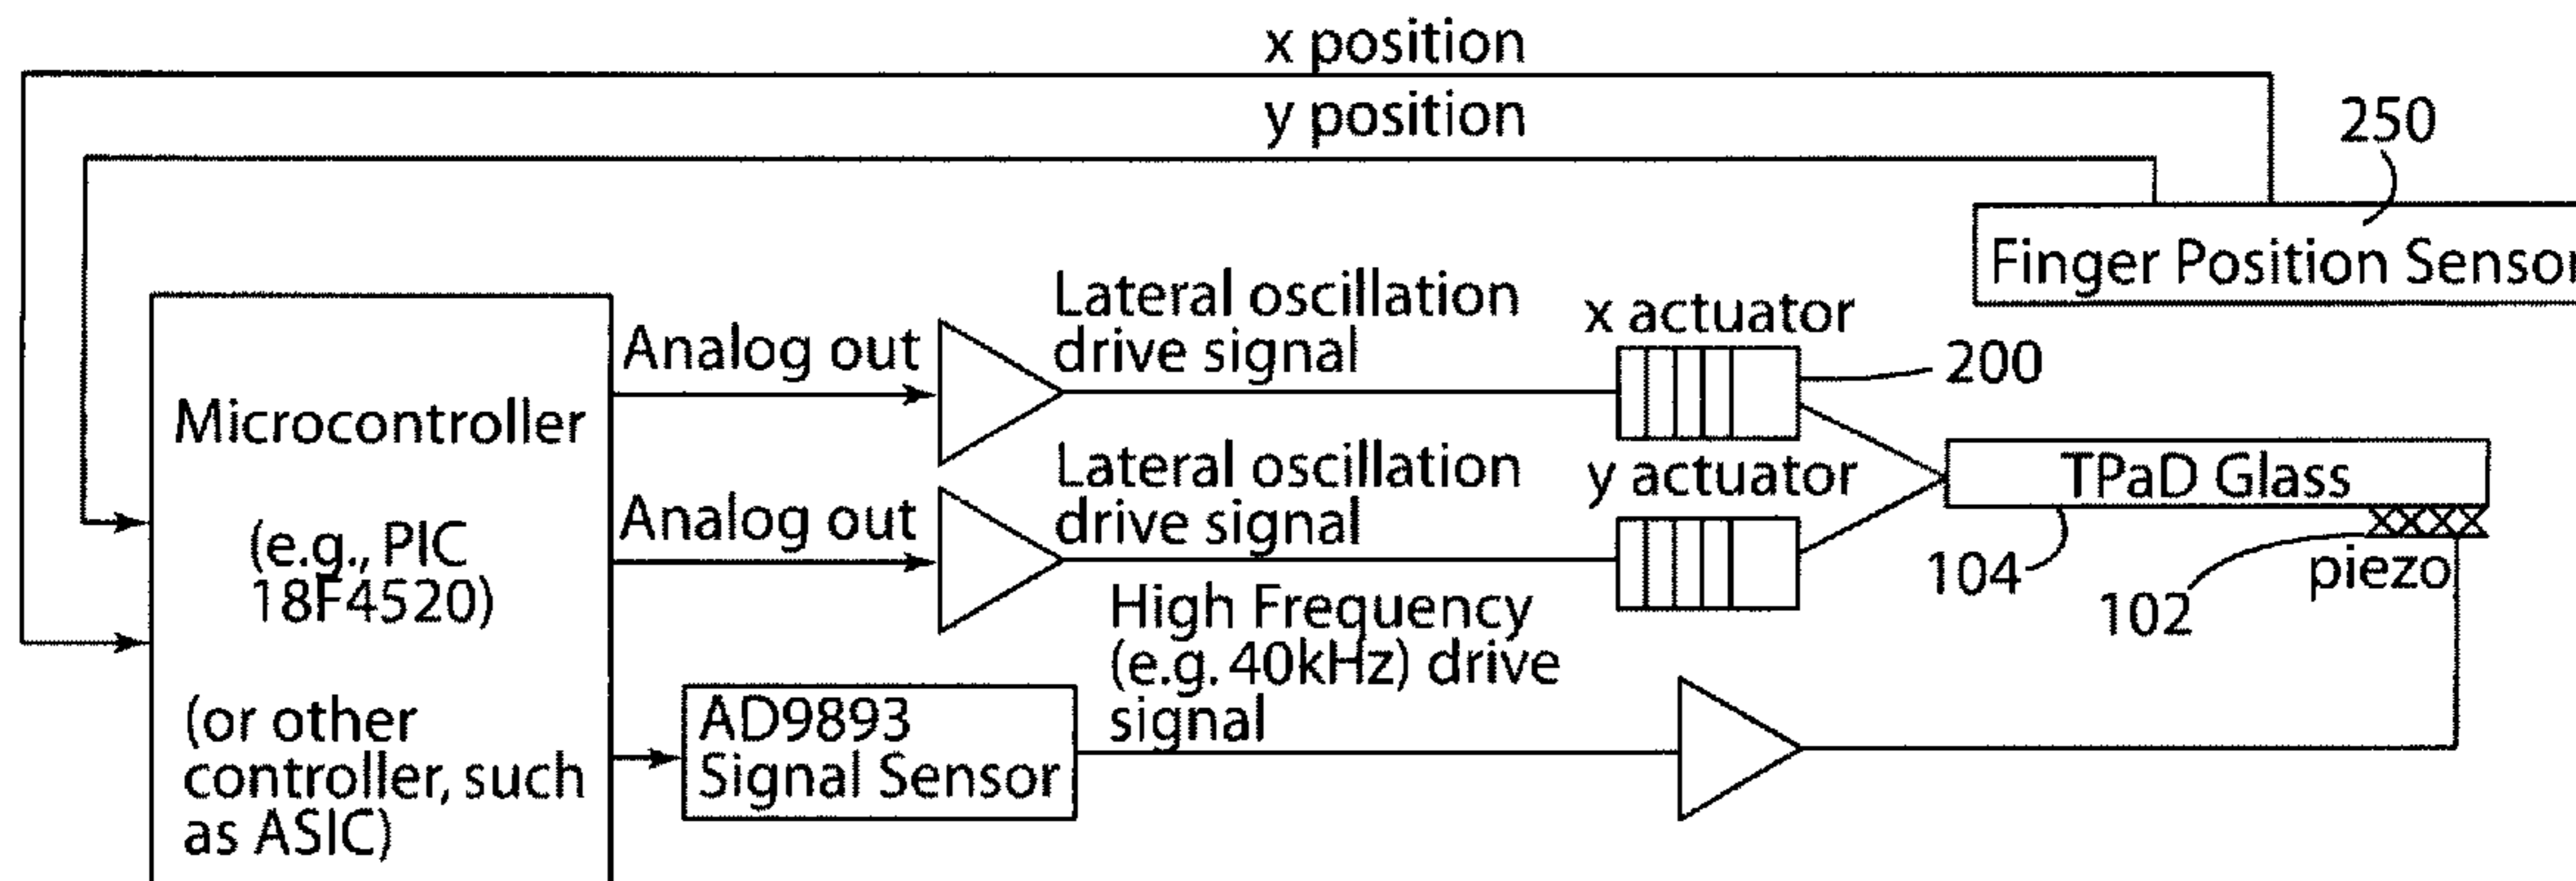 x position
y position
250
Finger Position Sensor
Lateral oscillation
drive signal
x actuator
200
Analog out
Microcontroller
(e.g., PIC
18F4520)
(or other
controller, such
as ASIC)
Lateral oscillation
drive signal
y actuator
Analog out
TPaD Glass
104
102
piezo
High Frequency
(e.g. 40kHz) drive
signal
AD9893
Signal Sensor